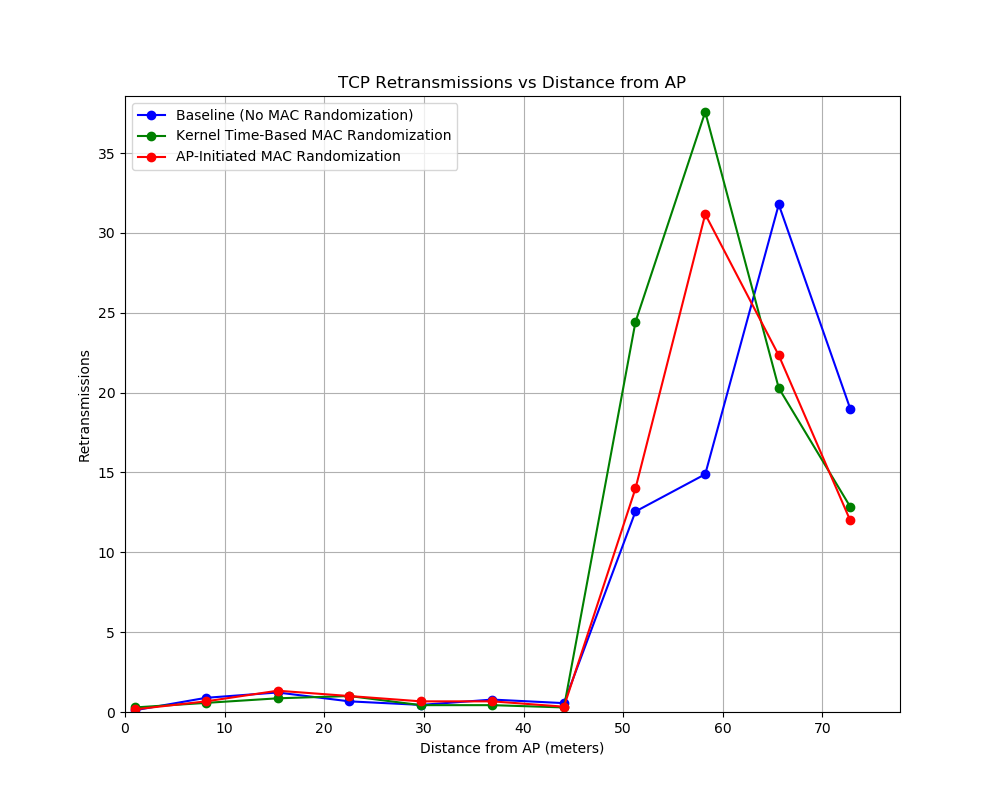 TCP Retransmissions vs Distance from AP
Baseline (No MAC Randomization)
Kernel Time-Based MAC Randomization
AP-Initiated MAC Randomization
35
30
25
20
15
10
5
0
Retransmissions
0 10 20 30 40 50 60 70
Distance from AP (meters)